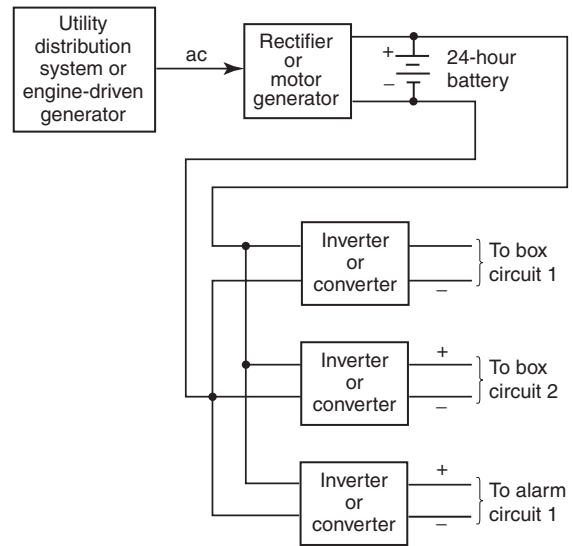 Utility
distribution
system or
engine-driven
generator
ac
Rectifier
or
motor
generator
+
–
24-hour
battery
Inverter
or
converter
–
To box
circuit 1
Inverter
or
converter
+
–
To box
circuit 2
Inverter
or
converter
+
–
To alarm
circuit 1